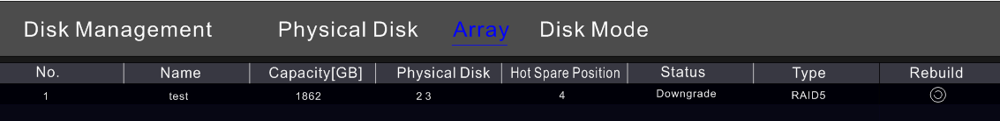 Disk Management Physical Disk Array Disk Mode
No. Name Capacity[GB] Physical Disk Hot Spare Position Status Type Rebuild
1 test 1862 2 3 4 Downgrade RAID5